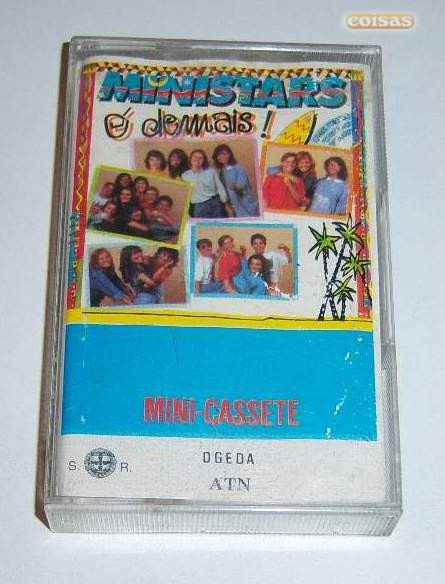 coisas
MINISTARS
é demais!
MINI-CASSETE
S. R.
DGEDA
ATN